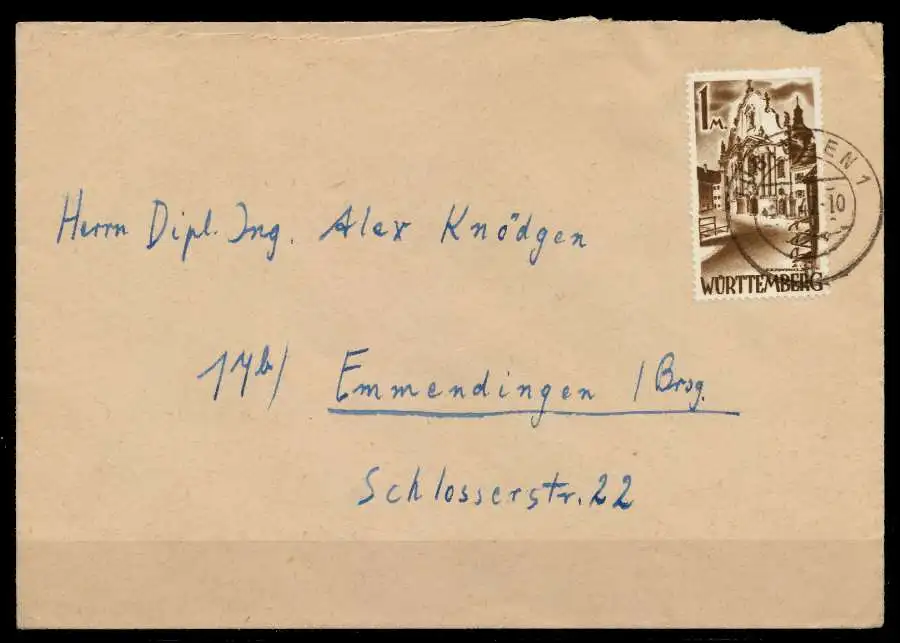 1 M.
WÜRTTEMBERG
EN 1
10
Herrn Dipl. Ing. Alex Knödgen
17b/ Emmendingen / Brsg.
Schlosserstr. 22